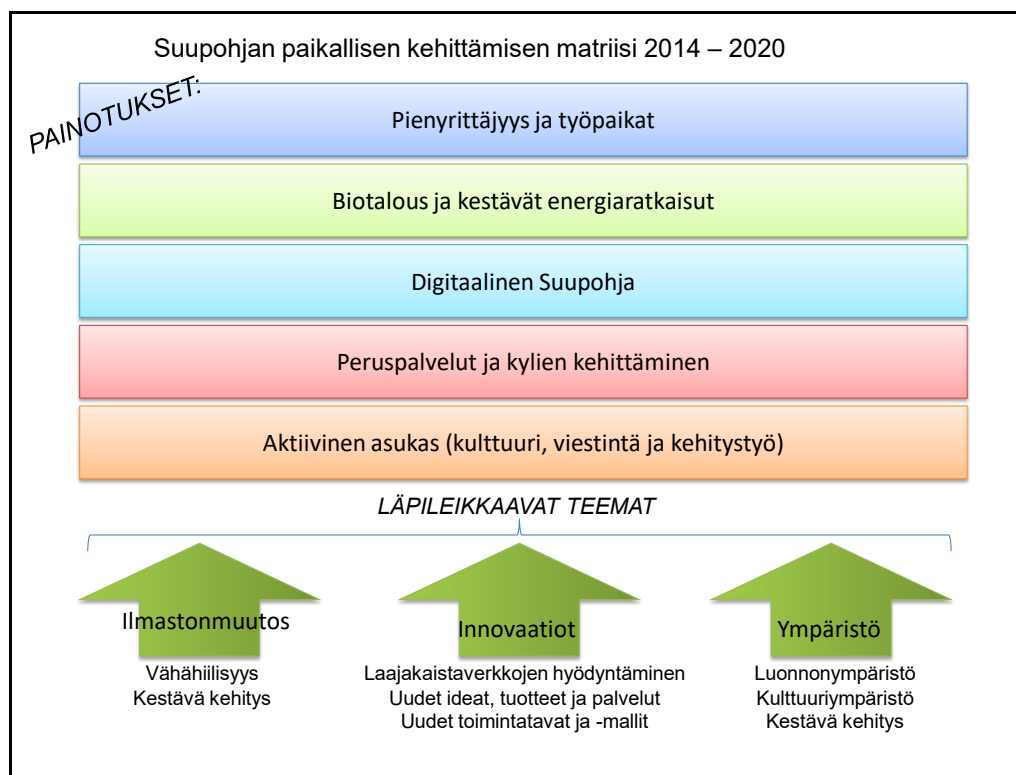 Suupohjan paikallisen kehittämisen matriisi 2014 – 2020
PAINOTUKSET:
Pienyrittäjyys ja työpaikat
Biotalous ja kestävät energiaratkaisut
Digitaalinen Suupohja
Peruspalvelut ja kylien kehittäminen
Aktiivinen asukas (kulttuuri, viestintä ja kehitystyö)
LÄPILEIKKAAVAT TEEMAT
Ilmastonmuutos
Vähähiilisyys
Kestävä kehitys
Innovaatiot
Laajakaistaverkkojen hyödyntäminen
Uudet ideat, tuotteet ja palvelut
Uudet toimintatavat ja -mallit
Ympäristö
Luonnonympäristö
Kulttuuriympäristö
Kestävä kehitys